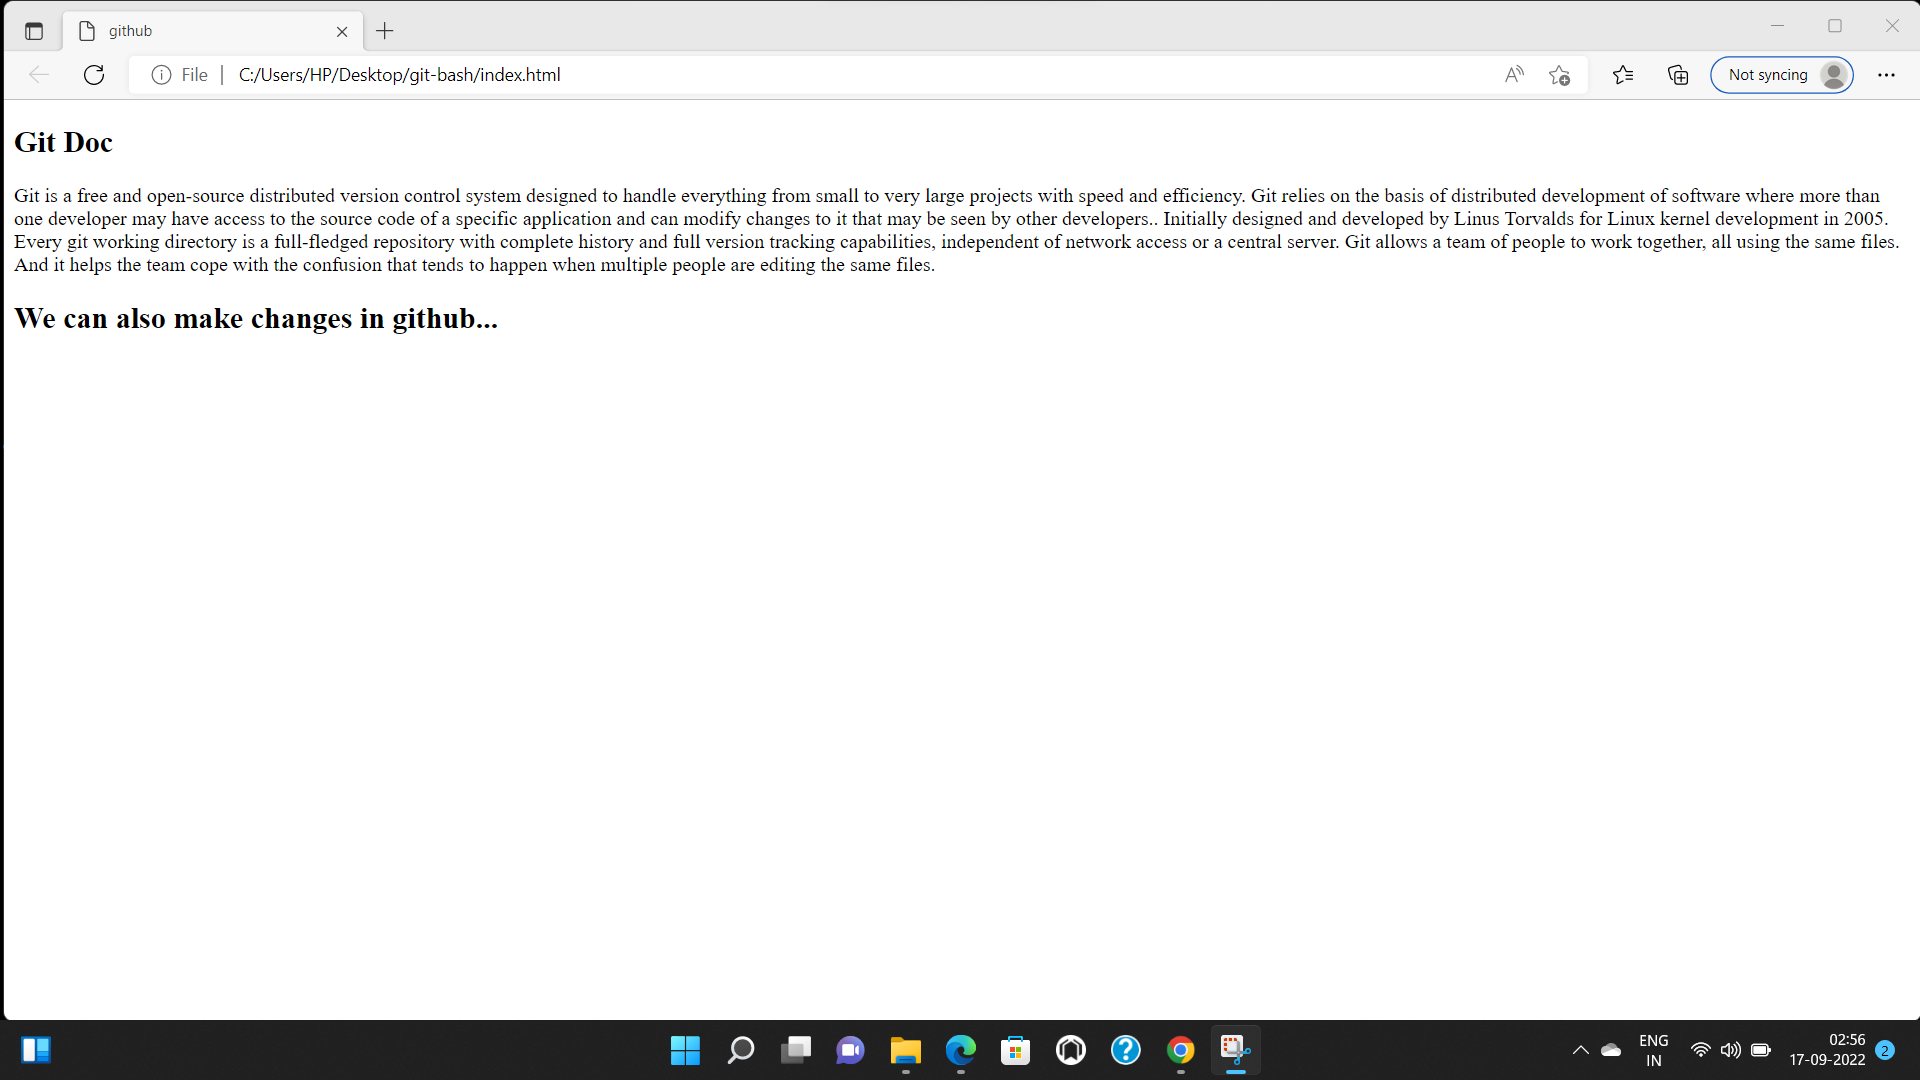 github
File | C:/Users/HP/Desktop/git-bash/index.html
Not syncing
Git Doc
Git is a free and open-source distributed version control system designed to handle everything from small to very large projects with speed and efficiency. Git relies on the basis of distributed development of software where more than
one developer may have access to the source code of a specific application and can modify changes to it that may be seen by other developers.. Initially designed and developed by Linus Torvalds for Linux kernel development in 2005.
Every git working directory is a full-fledged repository with complete history and full version tracking capabilities, independent of network access or a central server. Git allows a team of people to work together, all using the same files.
And it helps the team cope with the confusion that tends to happen when multiple people are editing the same files.
We can also make changes in github...
ENG
IN
02:56
17-09-2022
2